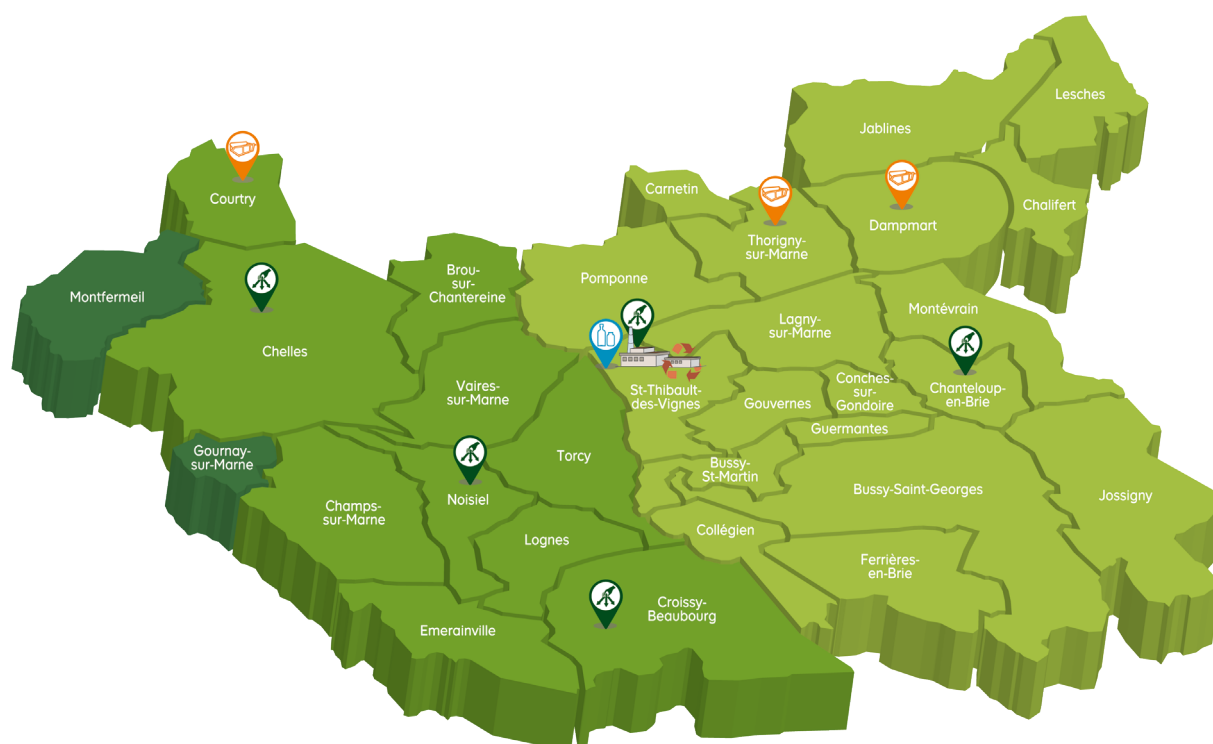 Lesches
Jablines
Carnetin
Courtry
Chalifert
Dampmart
Thorigny-
sur-Marne
Pomponne
Brou-
sur-
Chantereine
Montfermeil
Montévrain
Lagny-
sur-Marne
Chelles
Vaires-
sur-Marne
St-Thibault-
des-Vignes
Gouvernes
Conches-
sur-
Gondoire
Chanteloup-
en-Brie
Guermantes
Gournay-
sur-Marne
Torcy
Bussy-
St-Martin
Bussy-Saint-Georges
Jossigny
Noisiel
Champs-
sur-Marne
Collégien
Lognes
Ferrières-
en-Brie
Croissy-
Beaubourg
Emerainville